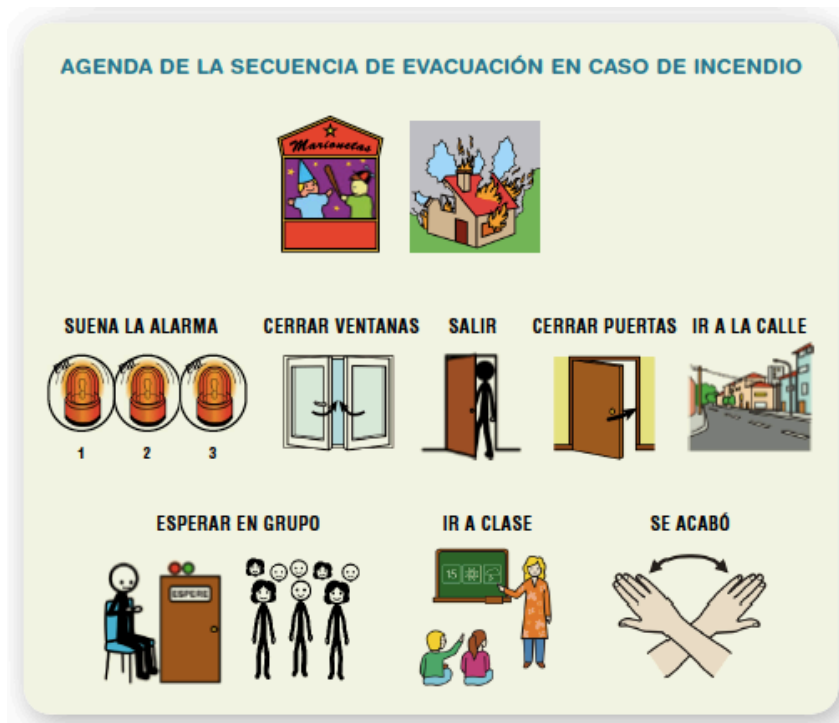 AGENDA DE LA SECUENCIA DE EVACUACIÓN EN CASO DE INCENDIO
Marionetas
SUENA LA ALARMA
CERRAR VENTANAS
SALIR
CERRAR PUERTAS
IR A LA CALLE
1 2 3
ESPERAR EN GRUPO
IR A CLASE
SE ACABÓ
ESPERE
15